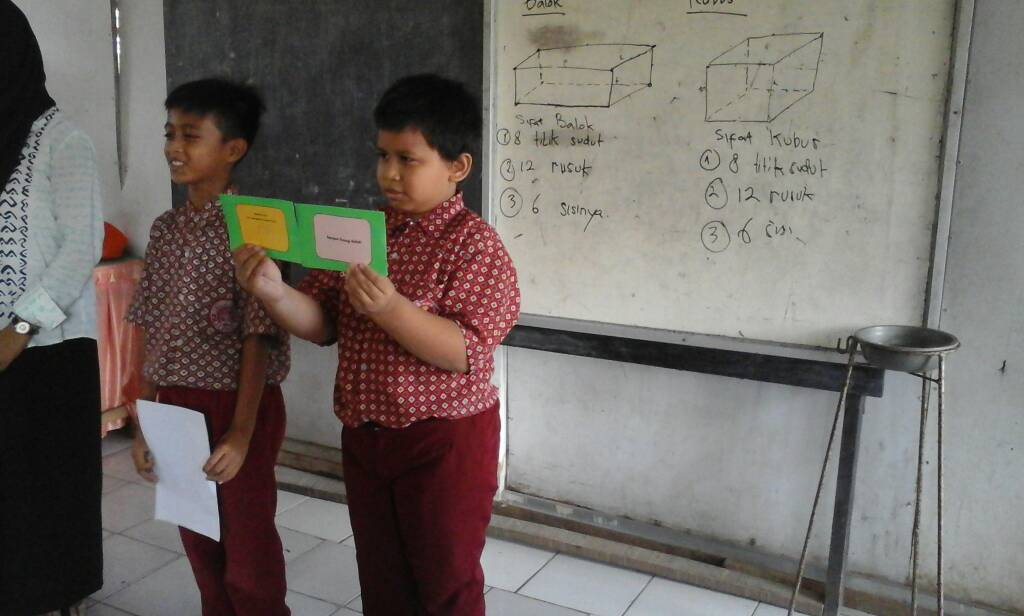 Balok
Kubus
Sifat Balok
① 8 titik sudut
② 12 rusuk
③ 6 sisinya
Sifat Kubus
① 8 titik sudut
② 12 rusuk
③ 6 sisi